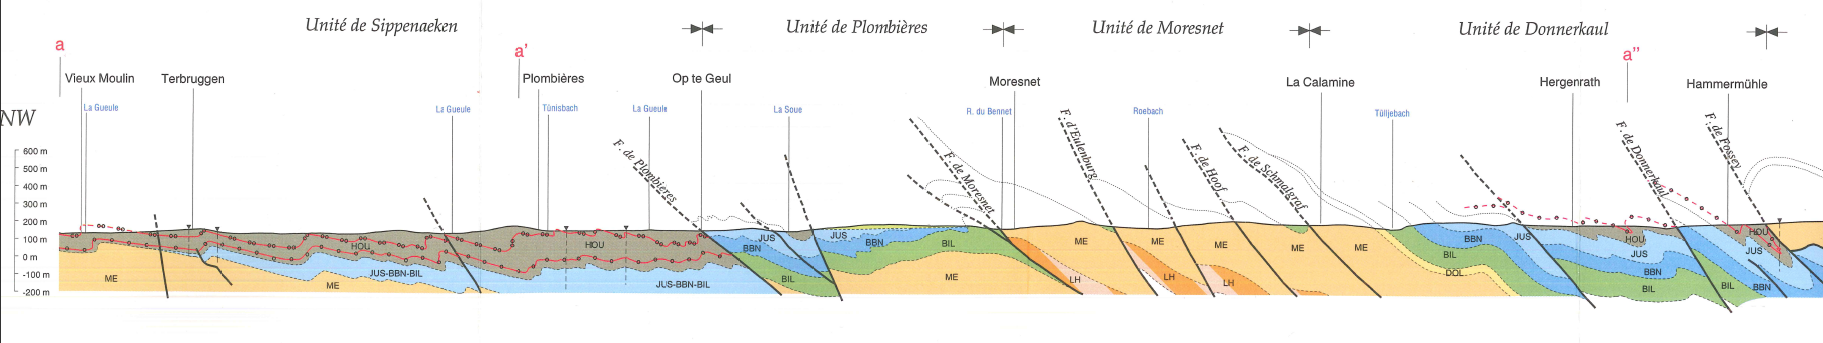 Unité de Sippenaeken
Unité de Plombières
Unité de Moresnet
Unité de Donnerkaul
a
a'
a''
Vieux Moulin
Terbruggen
Plombières
Op te Geul
Moresnet
La Calamine
Hergenrath
Hammermühle
La Gueule
La Gueule
Tünisbach
La Gueule
La Soue
R. du Bennet
Roebach
Tülljebach
NW
F. de Plombières
F. de Moresnet
F. d'Eulenburg
F. de Hoof
F. de Schmalgraf
F. de Donnerkaul
F. de Fossey
600 m
500 m
400 m
300 m
200 m
100 m
0 m
-100 m
-200 m
ME
ME
HOU
JUS-BBN-BIL
HOU
JUS-BBN-BIL
JUS
BBN
BIL
JUS
BBN
BIL
ME
ME
LH
ME
LH
ME
LH
ME
BBN
BIL
DOL
JUS
HOU
JUS
BBN
BIL
BIL
HOU
JUS
BBN